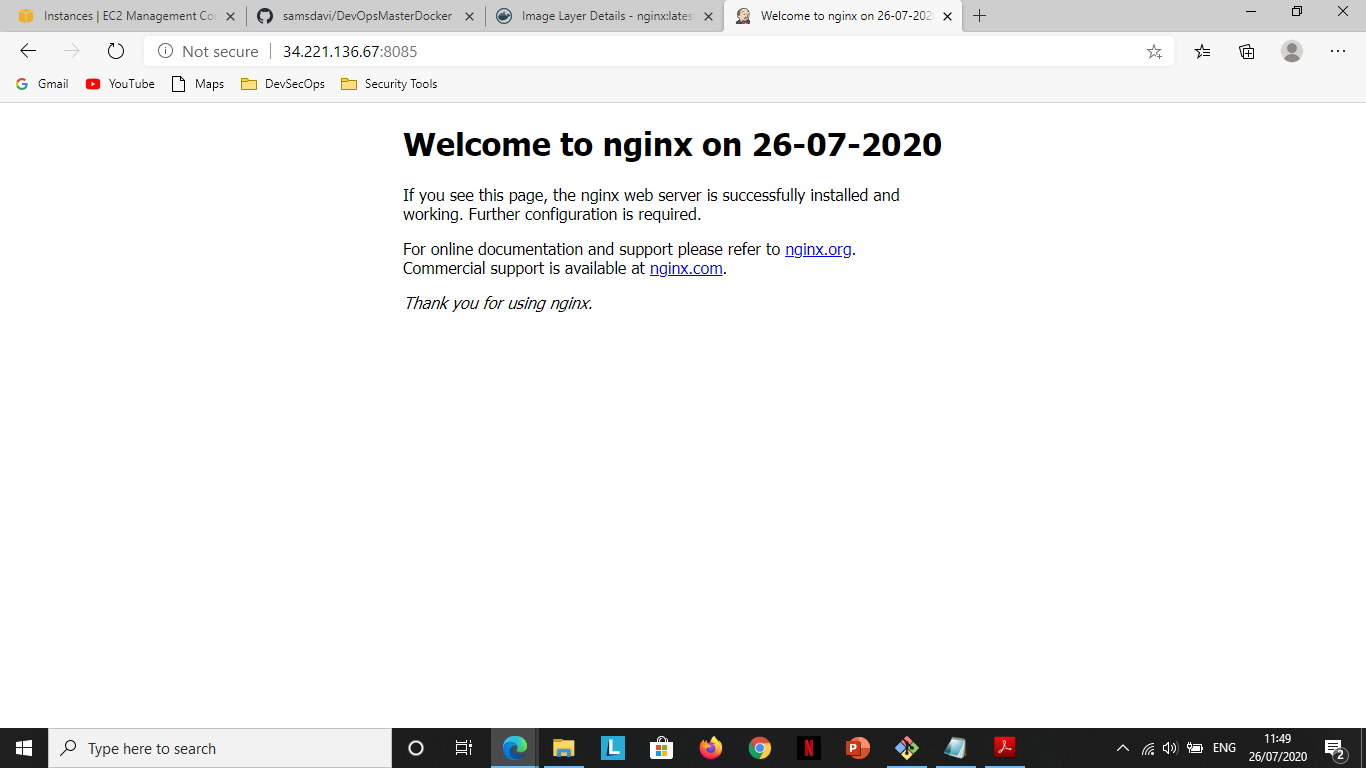 Instances | EC2 Management Co
samsdavi/DevOpsMasterDocker
Image Layer Details - nginx:lates
Welcome to nginx on 26-07-202
Not secure | 34.221.136.67:8085
Gmail
YouTube
Maps
DevSecOps
Security Tools
Welcome to nginx on 26-07-2020
If you see this page, the nginx web server is successfully installed and
working. Further configuration is required.
For online documentation and support please refer to nginx.org.
Commercial support is available at nginx.com.
Thank you for using nginx.
Type here to search
L
N
P
ENG
11:49
26/07/2020
2